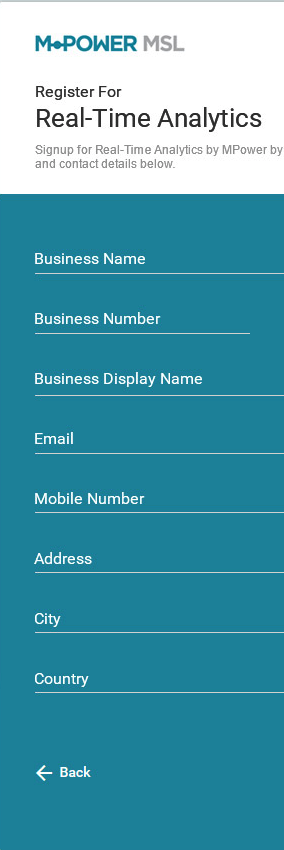 MPOWER MSL
Register For
Real-Time Analytics
Signup for Real-Time Analytics by MPower by
and contact details below.
Business Name
Business Number
Business Display Name
Email
Mobile Number
Address
City
Country
Back